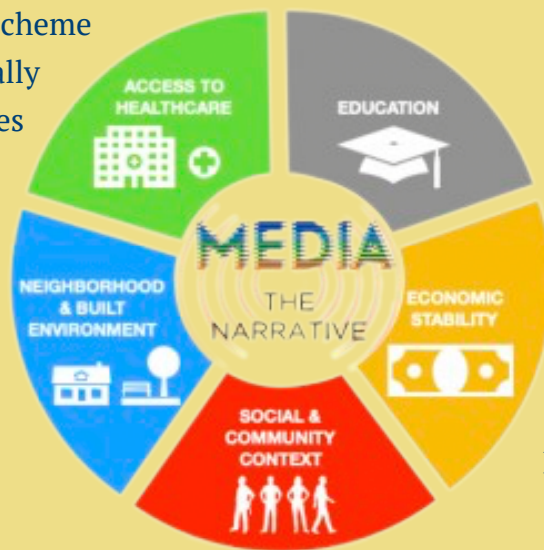 cheme
ally
es
ACCESS TO
HEALTHCARE
EDUCATION
NEIGHBORHOOD
& BUILT
ENVIRONMENT
MEDIA
THE
NARRATIVE
ECONOMIC
STABILITY
SOCIAL &
COMMUNITY
CONTEXT